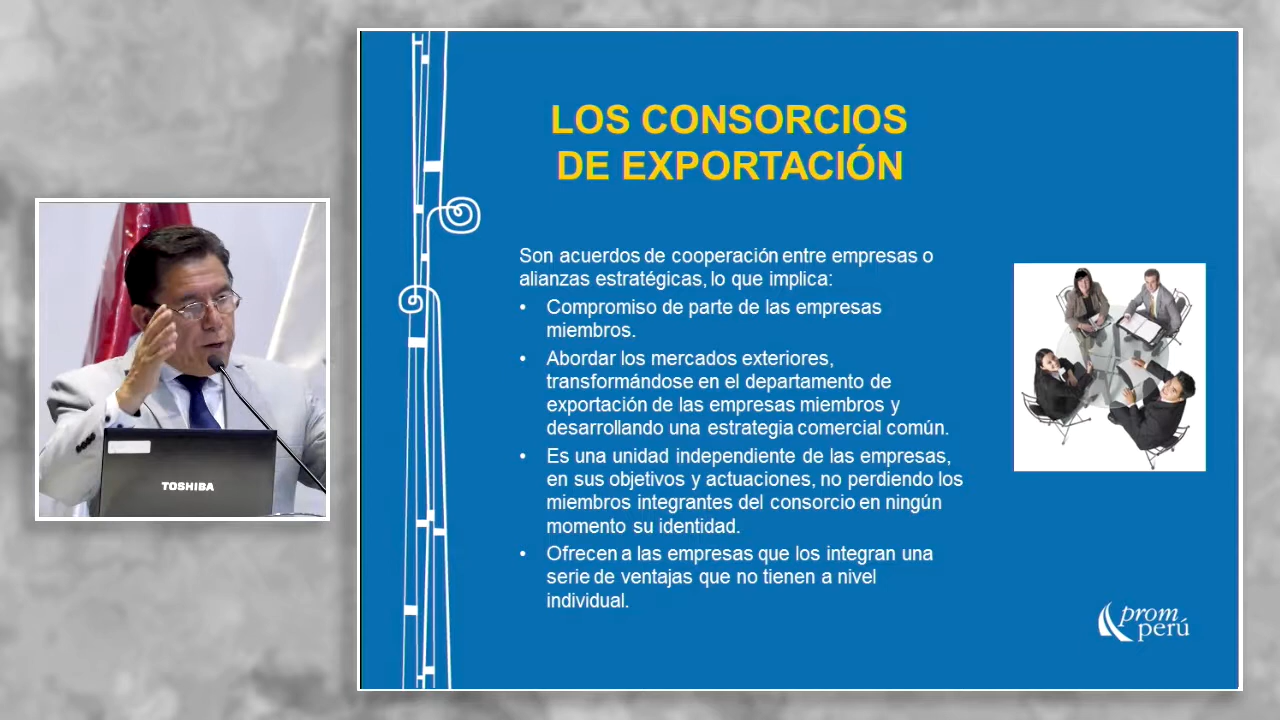 LOS CONSORCIOS
DE EXPORTACIÓN
Son acuerdos de cooperación entre empresas o
alianzas estratégicas, lo que implica:
• Compromiso de parte de las empresas
miembros.
• Abordar los mercados exteriores,
transformándose en el departamento de
exportación de las empresas miembros y
desarrollando una estrategia comercial común.
• Es una unidad independiente de las empresas,
en sus objetivos y actuaciones, no perdiendo los
miembros integrantes del consorcio en ningún
momento su identidad.
• Ofrecen a las empresas que los integran una
serie de ventajas que no tienen a nivel
individual.
prom
perú
TOSHIBA